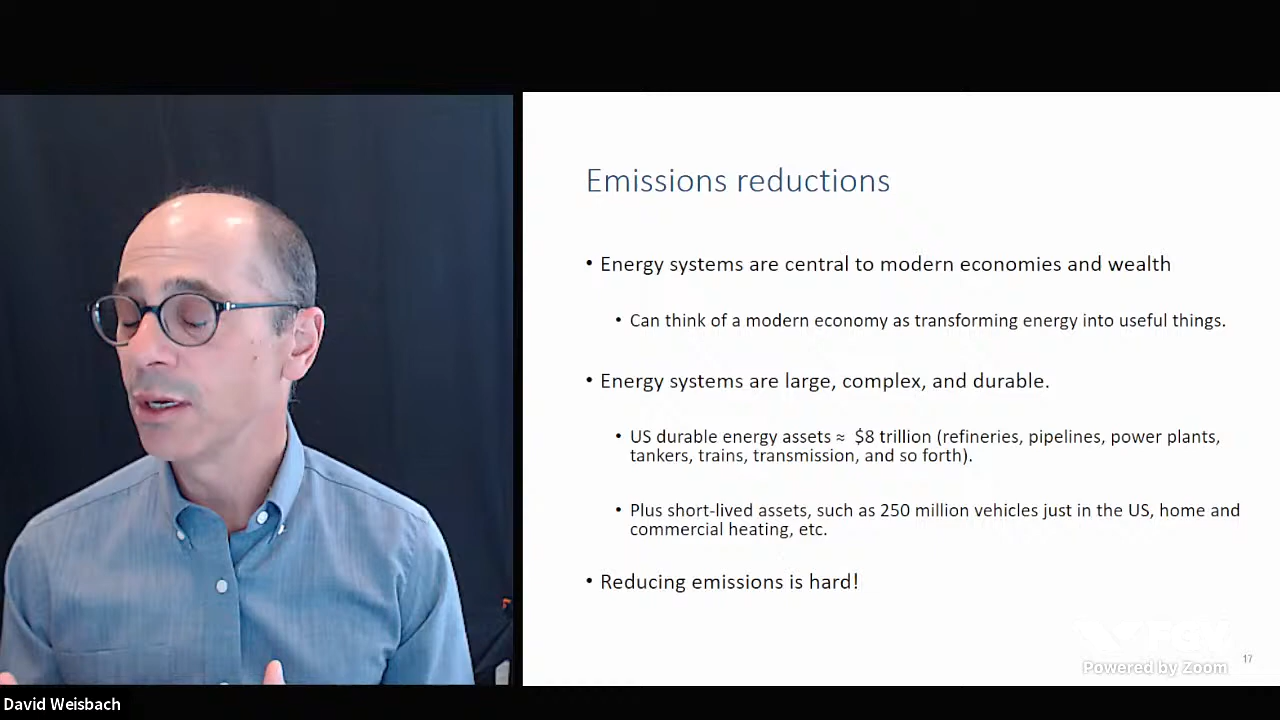 Emissions reductions
• Energy systems are central to modern economies and wealth
• Can think of a modern economy as transforming energy into useful things.
• Energy systems are large, complex, and durable.
• US durable energy assets ≈ $8 trillion (refineries, pipelines, power plants,
tankers, trains, transmission, and so forth).
• Plus short-lived assets, such as 250 million vehicles just in the US, home and
commercial heating, etc.
• Reducing emissions is hard!
17
Powered by Zoom
David Weisbach